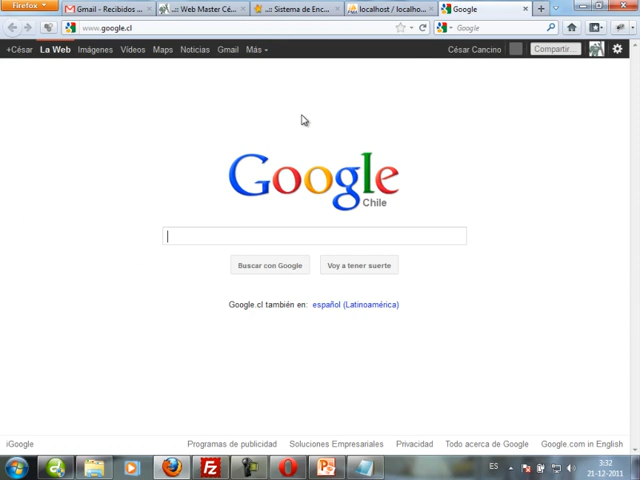 Firefox
Gmail - Recibidos ...
..:: Web Master Cé...
..:: Sistema de Enc...
localhost / localho...
Google
www.google.cl
Google
+César La Web Imágenes Vídeos Maps Noticias Gmail Más
César Cancino
Compartir...
Google
Chile
Buscar con Google
Voy a tener suerte
Google.cl también en: español (Latinoamérica)
iGoogle
Programas de publicidad
Soluciones Empresariales
Privacidad
Todo acerca de Google
Google.com in English
ES
3:32
21-12-2011